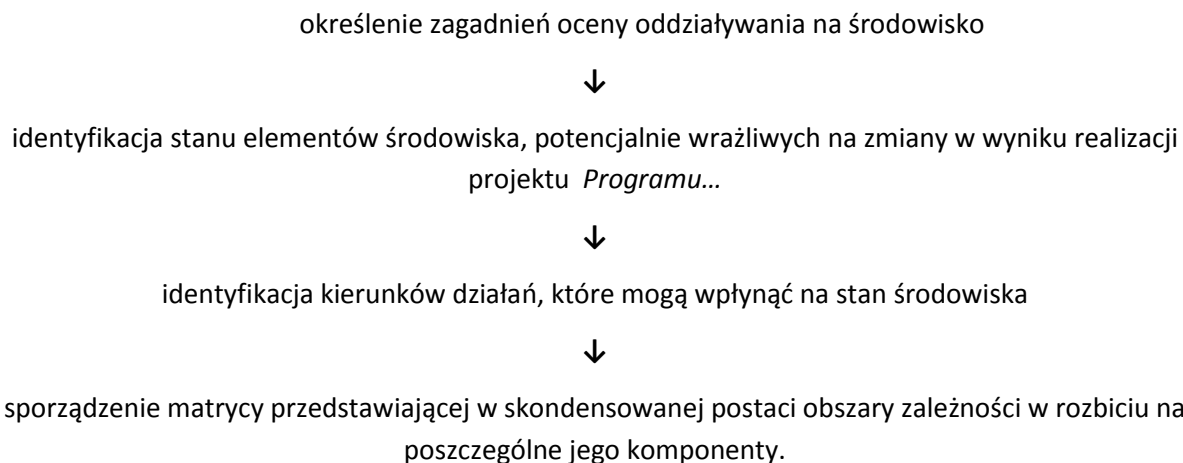 określenie zagadnień oceny oddziaływania na środowisko
↓
identyfikacja stanu elementów środowiska, potencjalnie wrażliwych na zmiany w wyniku realizacji
projektu Programu…
↓
identyfikacja kierunków działań, które mogą wpłynąć na stan środowiska
↓
sporządzenie matrycy przedstawiającej w skondensowanej postaci obszary zależności w rozbiciu na
poszczególne jego komponenty.